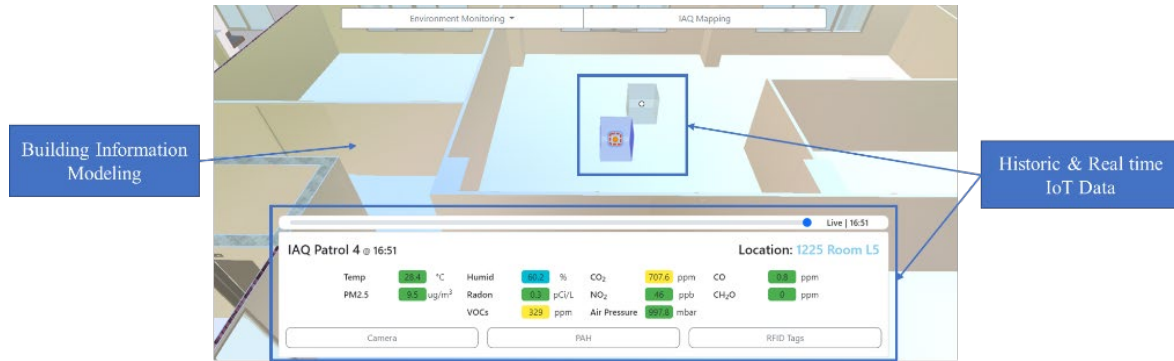 Environment Monitoring
IAQ Mapping
Building Information
Modeling
Historic & Real time
IoT Data
Live | 16:51
IAQ Patrol 4 @ 16:51
Location: 1225 Room L5
Temp 28.4 °C Humid 60.2 % CO₂ 707.6 ppm CO 0.8 ppm
PM2.5 9.5 ug/m³ Radon 0.3 pCi/L NO₂ 46 ppb CH₂O 0 ppm
VOCs 329 ppm Air Pressure 997.8 mbar
Camera
PAH
RFID Tags